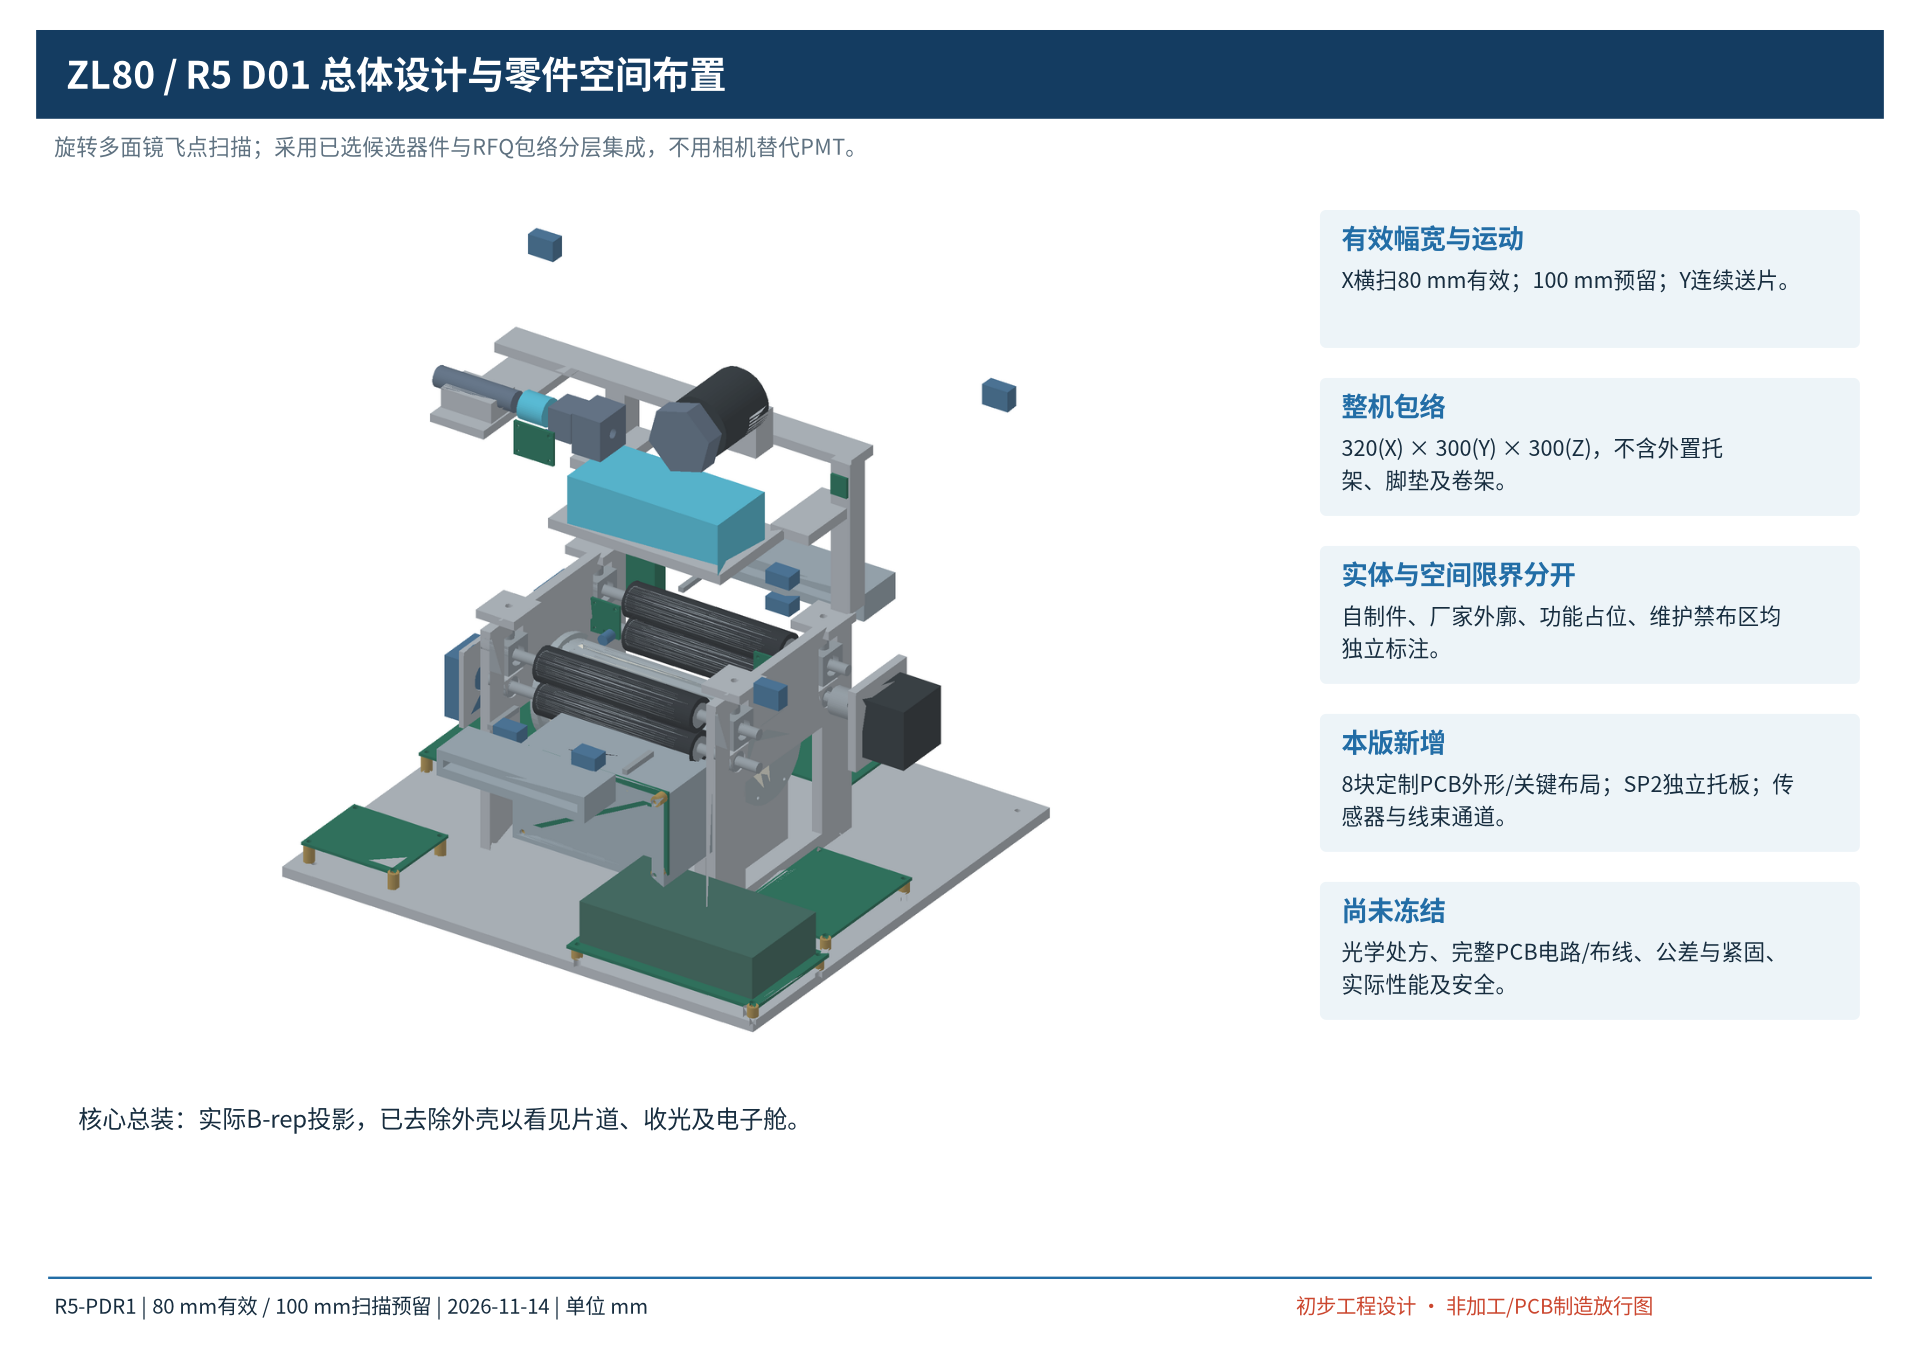 ZL80 / R5 D01 总体设计与零件空间布置
旋转多面镜飞点扫描；采用已选候选器件与RFQ包络分层集成，不用相机替代PMT。
有效幅宽与运动
X横扫80 mm有效；100 mm预留；Y连续送片。
整机包络
320(X) × 300(Y) × 300(Z)，不含外置托
架、脚垫及卷架。
实体与空间限界分开
自制件、厂家外廓、功能占位、维护禁布区均
独立标注。
本版新增
8块定制PCB外形/关键布局；SP2独立托板；传
感器与线束通道。
尚未冻结
光学处方、完整PCB电路/布线、公差与紧固、
实际性能及安全。
核心总装：实际B-rep投影，已去除外壳以看见片道、收光及电子舱。
R5-PDR1 | 80 mm有效 / 100 mm扫描预留 | 2026-11-14 | 单位 mm
初步工程设计 · 非加工/PCB制造放行图